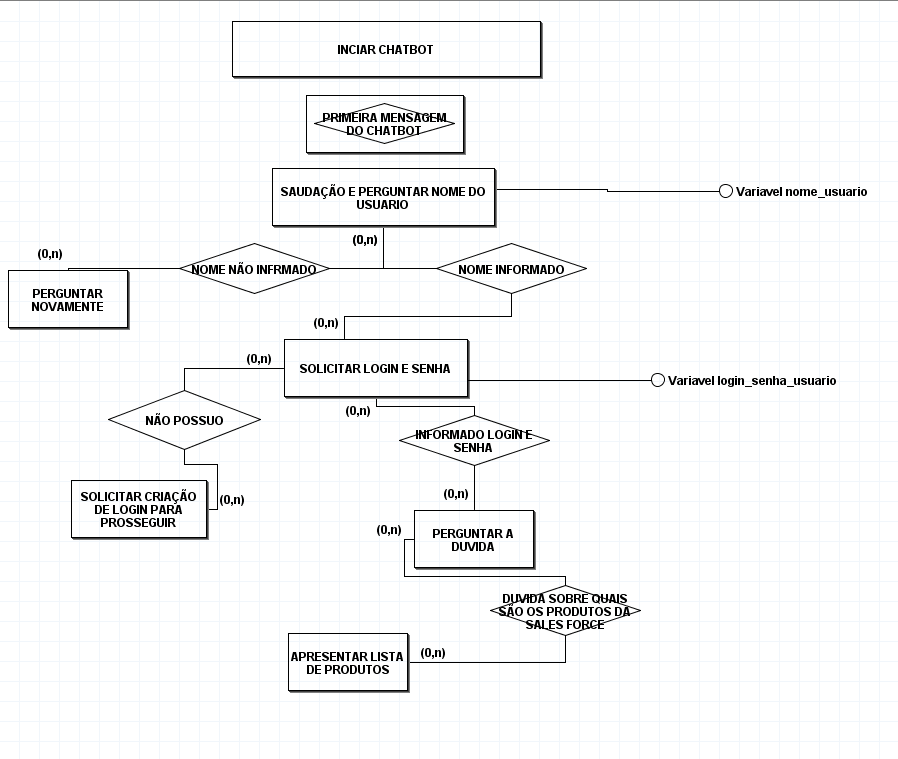 INCIAR CHATBOT
PRIMEIRA MENSAGEM
DO CHATBOT
SAUDAÇÃO E PERGUNTAR NOME DO
USUARIO
Variavel nome_usuario
(0,n)
(0,n)
NOME NÃO INFRMADO
NOME INFORMADO
PERGUNTAR
NOVAMENTE
(0,n)
(0,n)
SOLICITAR LOGIN E SENHA
Variavel login_senha_usuario
(0,n)
NÃO POSSUO
INFORMADO LOGIN E
SENHA
SOLICITAR CRIAÇÃO
DE LOGIN PARA
PROSSEGUIR
(0,n)
(0,n)
(0,n)
PERGUNTAR A
DUVIDA
DUVIDA SOBRE QUAIS
SÃO OS PRODUTOS DA
SALES FORCE
APRESENTAR LISTA
DE PRODUTOS
(0,n)